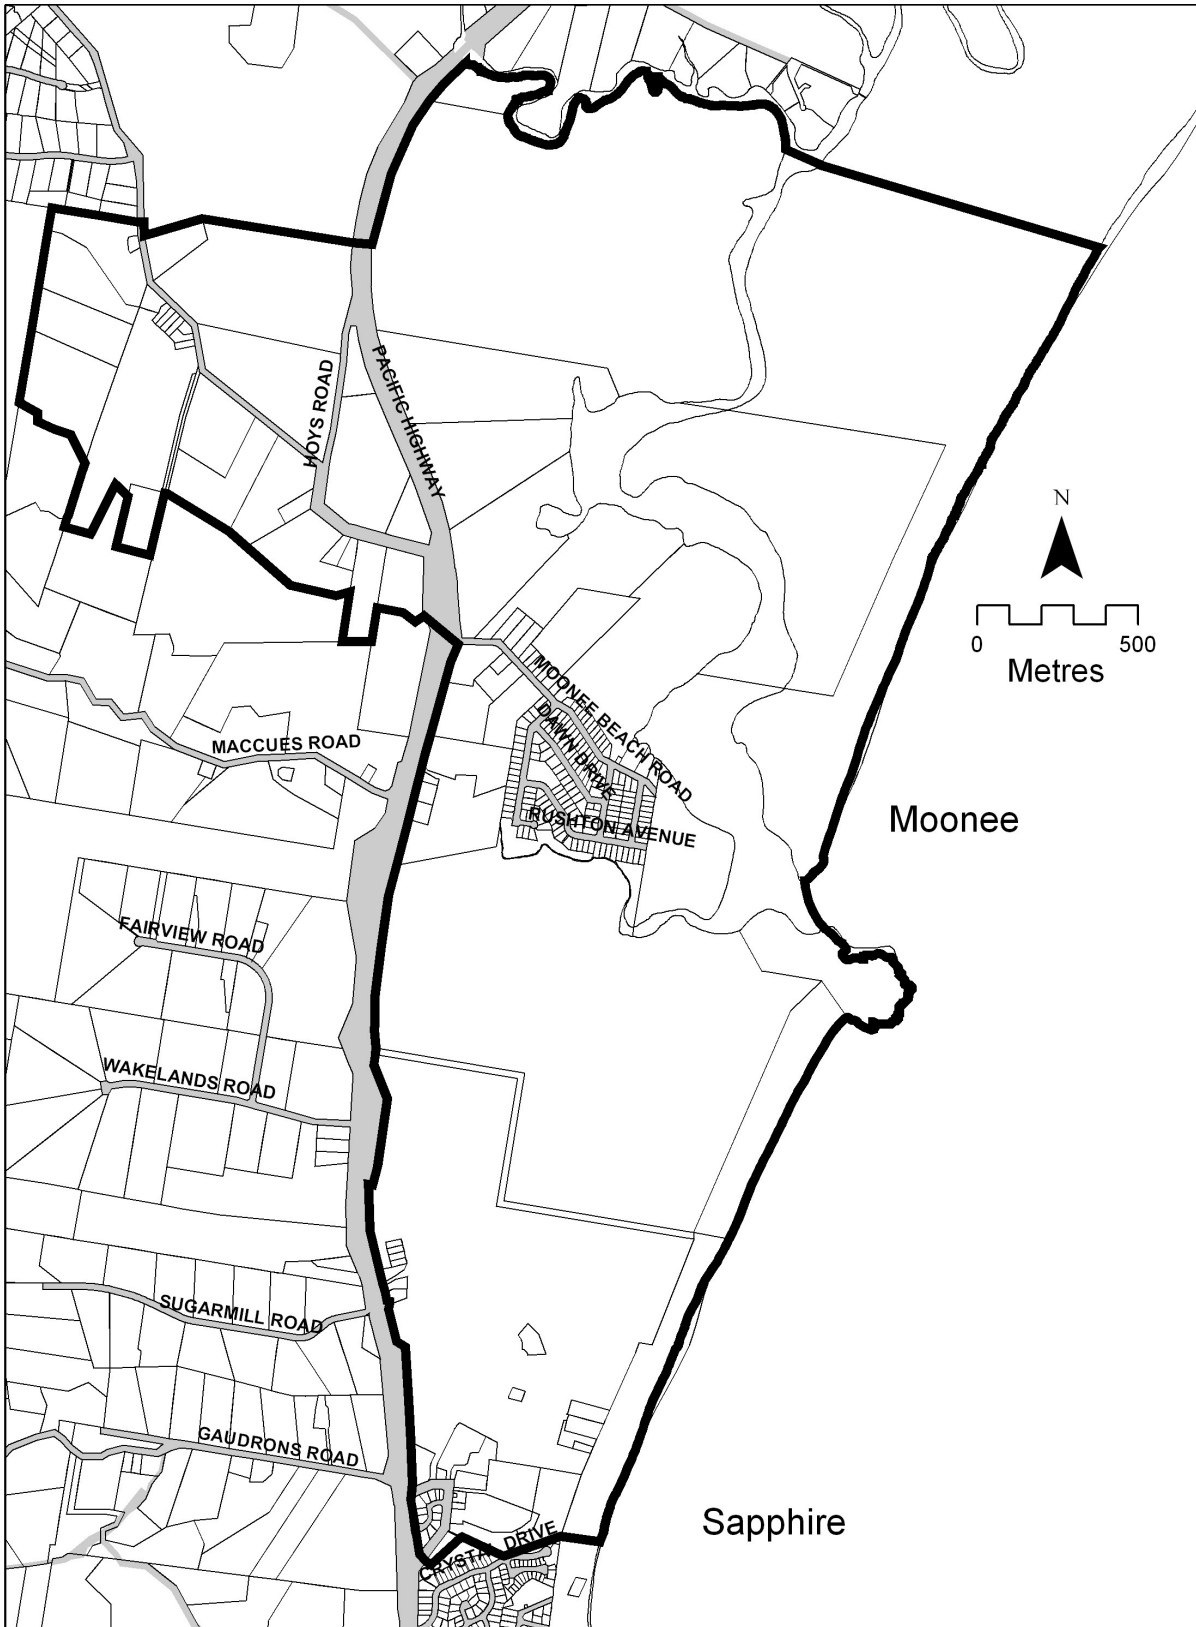 HOYS ROAD
PACIFIC HIGHWAY
N
0 500
Metres
MOONEE BEACH ROAD
DAWN DRIVE
MACCUES ROAD
RUSHTON AVENUE
Moonee
FAIRVIEW ROAD
WAKELANDS ROAD
SUGARMILL ROAD
GAUDRONS ROAD
Sapphire
CRYSTAL DRIVE